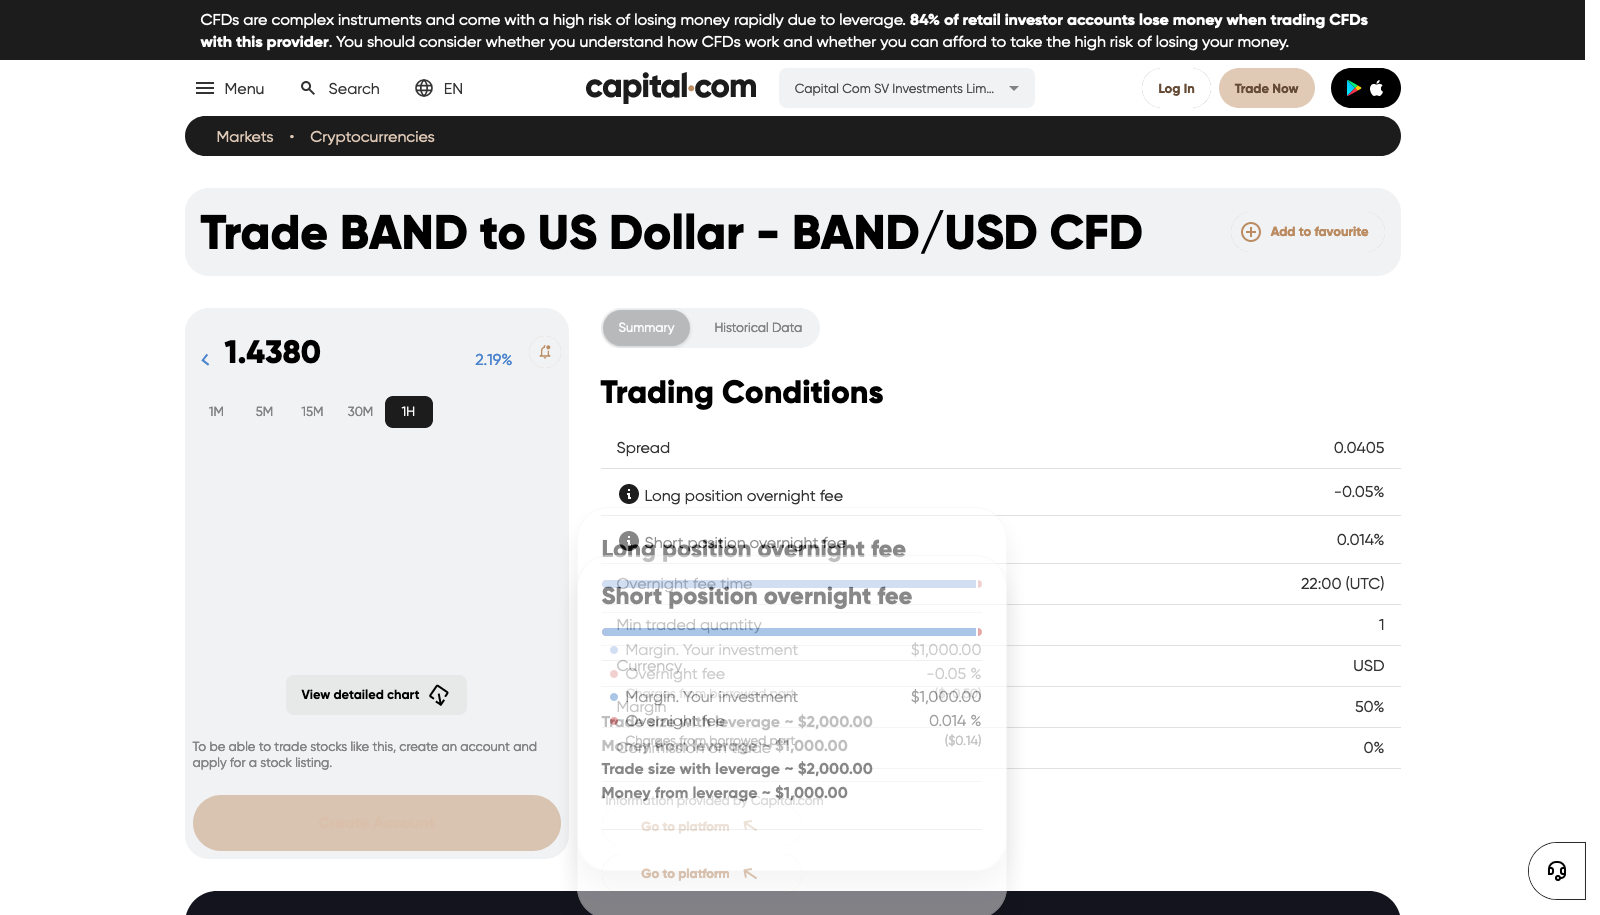 CFDs are complex instruments and come with a high risk of losing money rapidly due to leverage. 84% of retail investor accounts lose money when trading CFDs
with this provider. You should consider whether you understand how CFDs work and whether you can afford to take the high risk of losing your money.
Menu Search EN
capital.com
Capital Com SV Investments Lim...
Log In
Trade Now
Markets • Cryptocurrencies
Trade BAND to US Dollar - BAND/USD CFD
Add to favourite
1.4380
2.19%
1M 5M 15M 30M 1H
View detailed chart
To be able to trade stocks like this, create an account and
apply for a stock listing.
Create Account
Summary Historical Data
Trading Conditions
Spread 0.0405
Long position overnight fee -0.05%
Short position overnight fee 0.014%
Overnight fee time 22:00 (UTC)
Min traded quantity 1
Currency USD
Margin 50%
Commission on trade 0%
Information provided by Capital.com
Long position overnight fee
Margin. Your investment $1,000.00
Overnight fee -0.05 %
Charges from borrowed part
Trade size with leverage ~ $2,000.00
Money from leverage ~ $1,000.00
Go to platform
Short position overnight fee
Margin. Your investment $1,000.00
Overnight fee 0.014 %
Charges from borrowed part ($0.14)
Trade size with leverage ~ $2,000.00
Money from leverage ~ $1,000.00
Go to platform